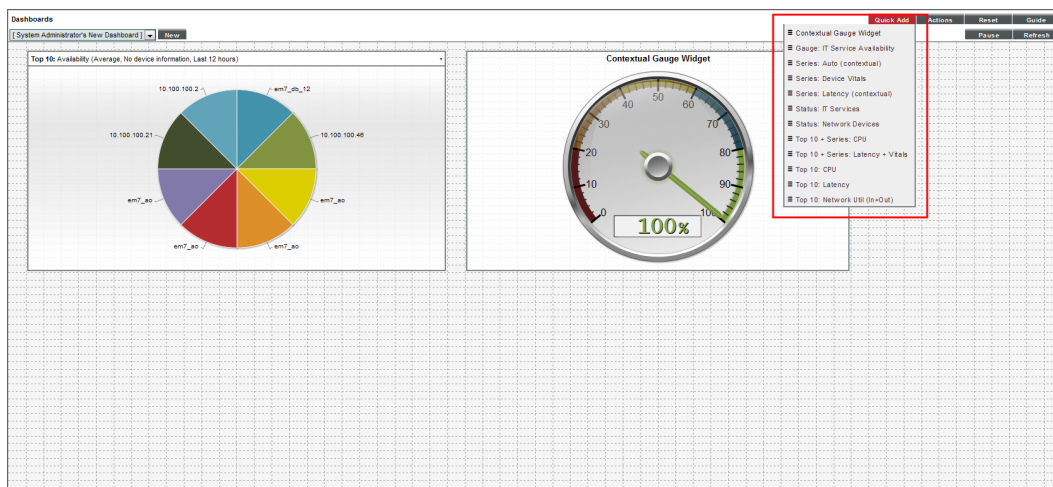 Dashboards
Quick Add Actions Reset Guide
[ System Administrator's New Dashboard ] New Pause Refresh
Contextual Gauge Widget
Gauge: IT Service Availability
Series: Auto (contextual)
Series: Device Vitals
Series: Latency (contextual)
Status: IT Services
Status: Network Devices
Top 10 + Series: CPU
Top 10 + Series: Latency + Vitals
Top 10: CPU
Top 10: Latency
Top 10: Network Util (In+Out)
Top 10: Availability (Average, No device information, Last 12 hours)
10.100.100.2
em7_db_12
10.100.100.21
10.100.100.46
em7_ao
em7_ao
em7_ao
em7_ao
Contextual Gauge Widget
0
10
20
30
40
50
60
70
80
90
100
100%